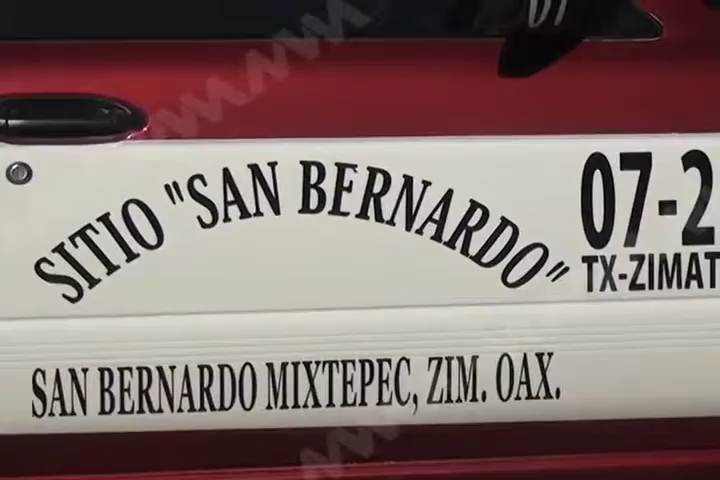 SITIO "SAN BERNARDO"
07-2
TX-ZIMAT
SAN BERNARDO MIXTEPEC, ZIM. OAX.